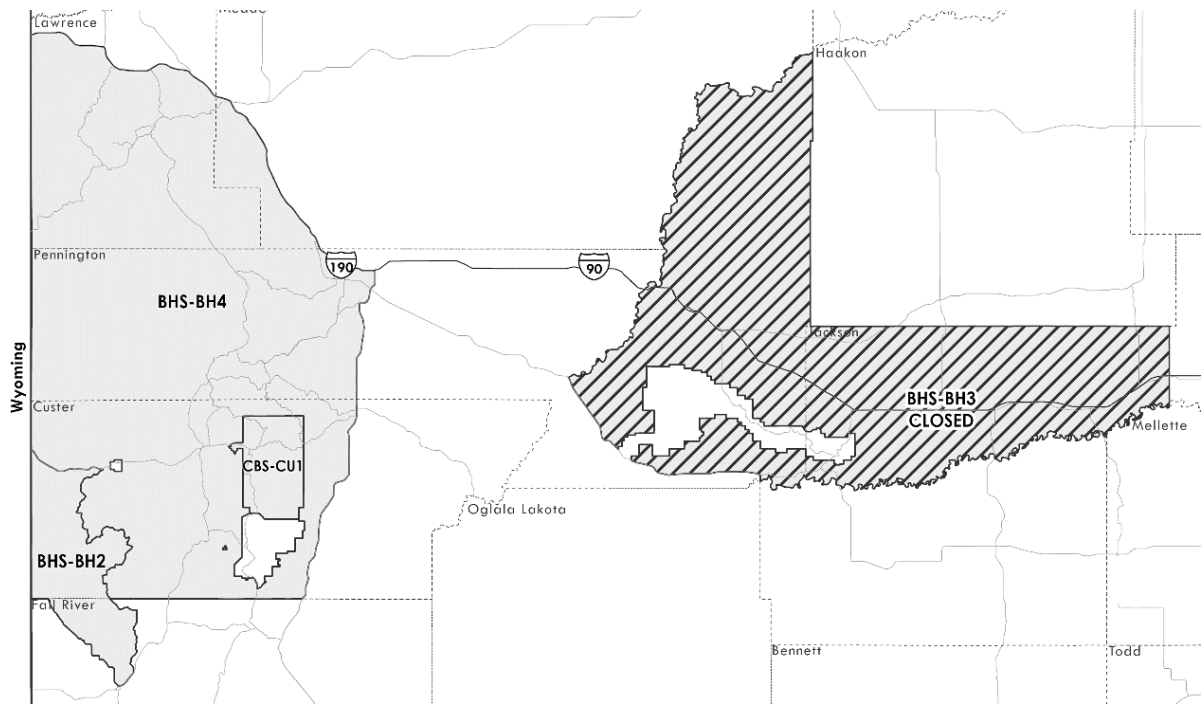 Meade
Lawrence
Haakon
Pennington
190
90
BHS-BH4
Jackson
Wyoming
Custer
BHS-BH3
CLOSED
Mellette
CBS-CU1
Oglala Lakota
BHS-BH2
Fall River
Bennett
Todd